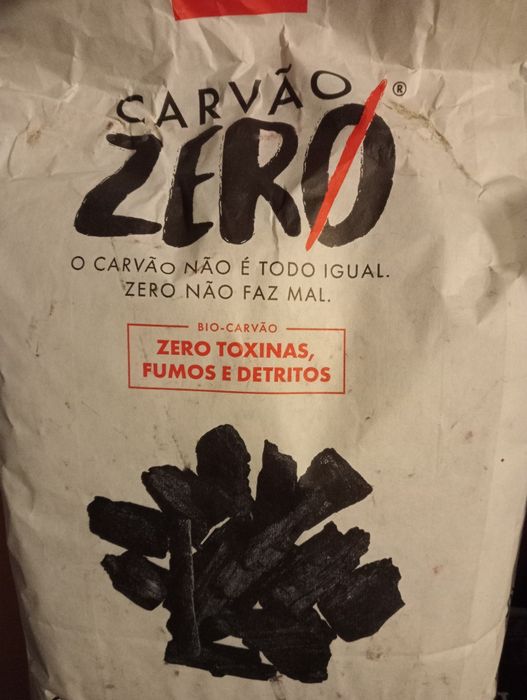 CARVÃO
ZERO ®
O CARVÃO NÃO É TODO IGUAL.
ZERO NÃO FAZ MAL.
BIO-CARVÃO
ZERO TOXINAS,
FUMOS E DETRITOS